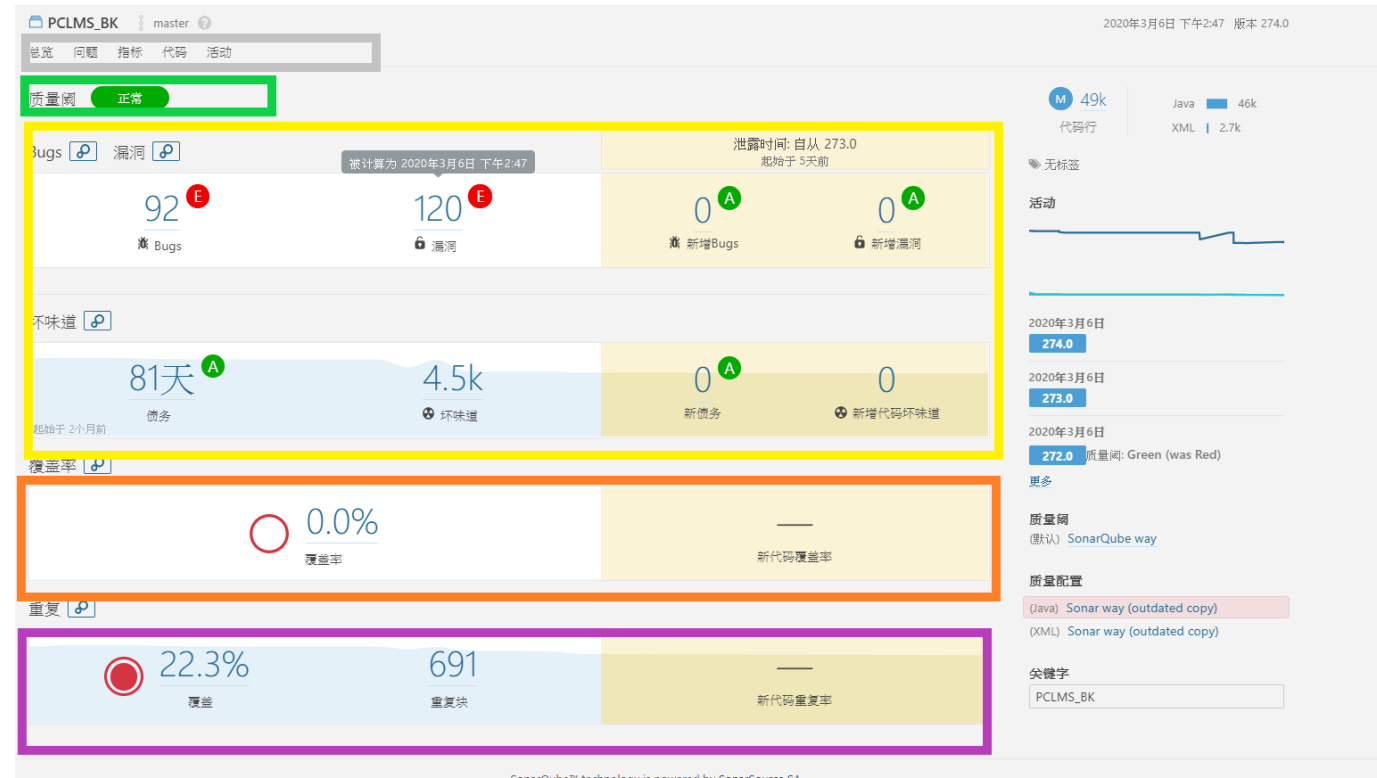 PCLMS_BK master
2020年3月6日 下午2:47 版本 274.0
总览 问题 指标 代码 活动
质量阈 正常
Bugs 漏洞
被计算为 2020年3月6日 下午2:47
泄露时间: 自从 273.0
起始于 5天前
92 E
Bugs
120 E
漏洞
0 A
新增Bugs
0 A
新增漏洞
坏味道
81天 A
债务
起始于 2个月前
4.5k
坏味道
0 A
新债务
0
新增代码坏味道
覆盖率
0.0%
覆盖率
—
新代码覆盖率
重复
22.3%
覆盖
691
重复块
—
新代码重复率
M 49k
代码行
Java 46k
XML 2.7k
无标签
活动
2020年3月6日
274.0
2020年3月6日
273.0
2020年3月6日
272.0 质量阈: Green (was Red)
更多
质量阈
(默认) SonarQube way
质量配置
(Java) Sonar way (outdated copy)
(XML) Sonar way (outdated copy)
关键字
PCLMS_BK
SonarQube™ technology is powered by SonarSource SA